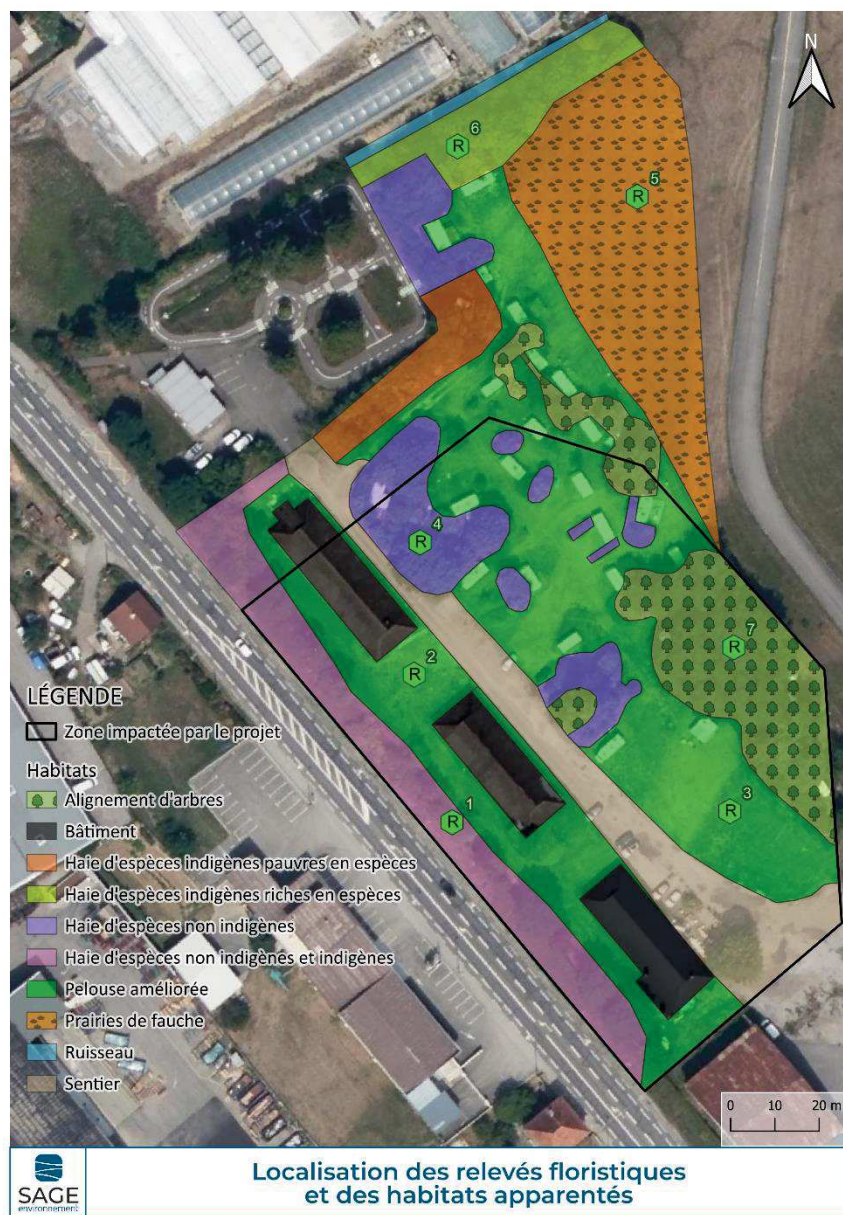 N
6
R
5
R
4
R
7
R
2
R
3
R
1
R
LÉGENDE
Zone impactée par le projet
Habitats
Alignement d'arbres
Bâtiment
Haie d'espèces indigènes pauvres en espèces
Haie d'espèces indigènes riches en espèces
Haie d'espèces non indigènes
Haie d'espèces non indigènes et indigènes
Pelouse améliorée
Prairies de fauche
Ruisseau
Sentier
0 10 20 m
SAGE
environnement
Localisation des relevés floristiques
et des habitats apparentés